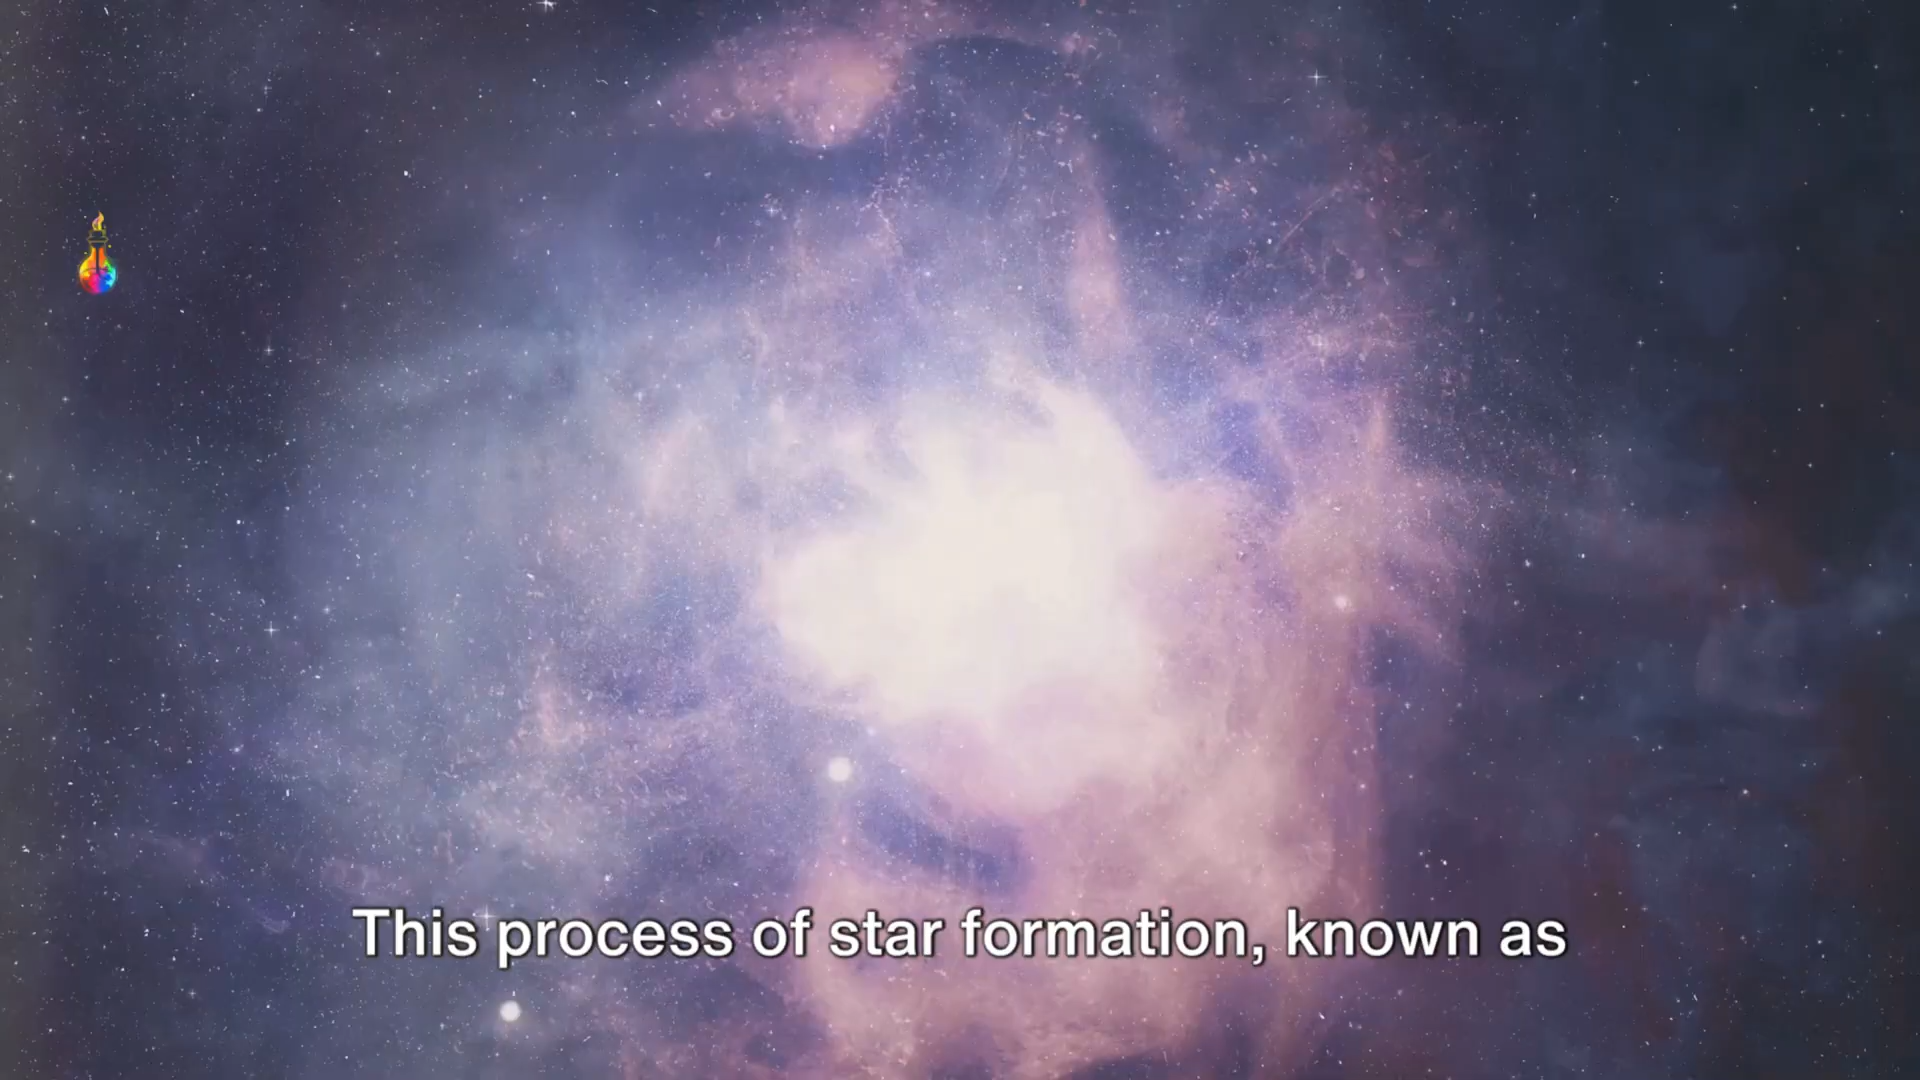 This process of star formation, known as